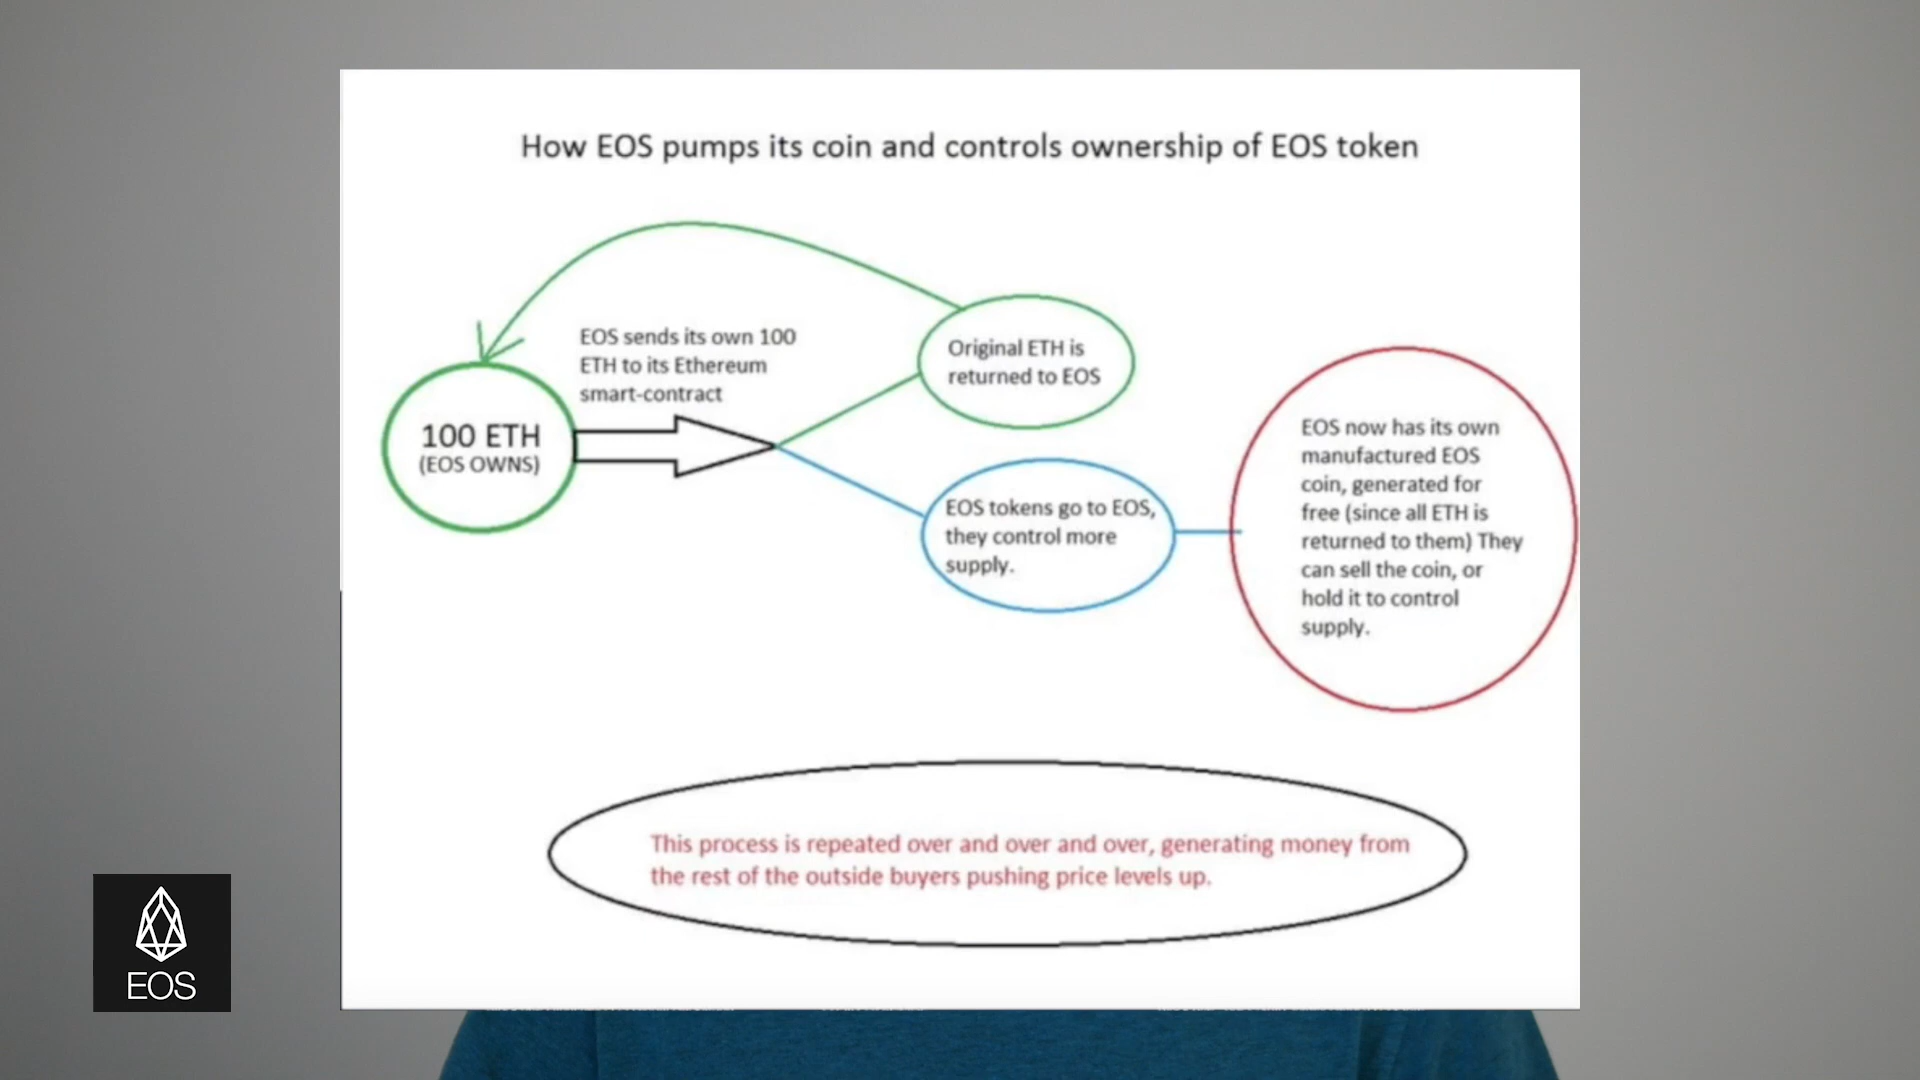 How EOS pumps its coin and controls ownership of EOS token
EOS sends its own 100
ETH to its Ethereum
smart-contract
100 ETH
(EOS OWNS)
Original ETH is
returned to EOS
EOS tokens go to EOS,
they control more
supply.
EOS now has its own
manufactured EOS
coin, generated for
free (since all ETH is
returned to them) They
can sell the coin, or
hold it to control
supply.
This process is repeated over and over and over, generating money from
the rest of the outside buyers pushing price levels up.
EOS